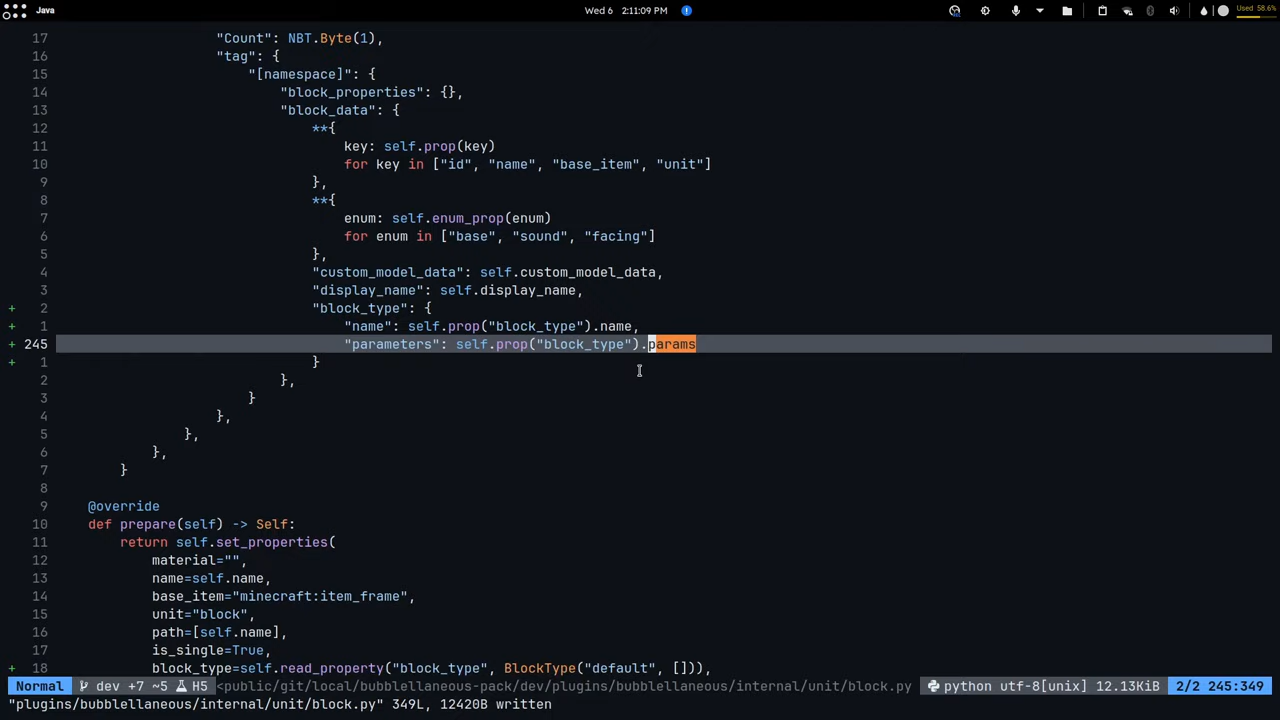 Java Wed 6 2:11:09 PM Used 58.6%
17 "Count": NBT.Byte(1),
16 "tag": {
15 "[namespace]": {
14 "block_properties": {},
13 "block_data": {
12 **{
11 key: self.prop(key)
10 for key in ["id", "name", "base_item", "unit"]
9 },
8 **{
7 enum: self.enum_prop(enum)
6 for enum in ["base", "sound", "facing"]
5 },
4 "custom_model_data": self.custom_model_data,
3 "display_name": self.display_name,
+ 2 "block_type": {
+ 1 "name": self.prop("block_type").name,
+ 245 "parameters": self.prop("block_type").params
+ 1 }
2 },
3 }
4 },
5 },
6 },
7 }
8
9 @override
10 def prepare(self) -> Self:
11 return self.set_properties(
12 material="",
13 name=self.name,
14 base_item="minecraft:item_frame",
15 unit="block",
16 path=[self.name],
17 is_single=True,
+ 18 block_type=self.read_property("block_type", BlockType("default", [])),
Normal dev +7 ~5 H5 <public/git/local/bubblellaneous-pack/dev/plugins/bubblellaneous/internal/unit/block.py python utf-8[unix] 12.13KiB 2/2 245:349
"plugins/bubblellaneous/internal/unit/block.py" 349L, 12420B written